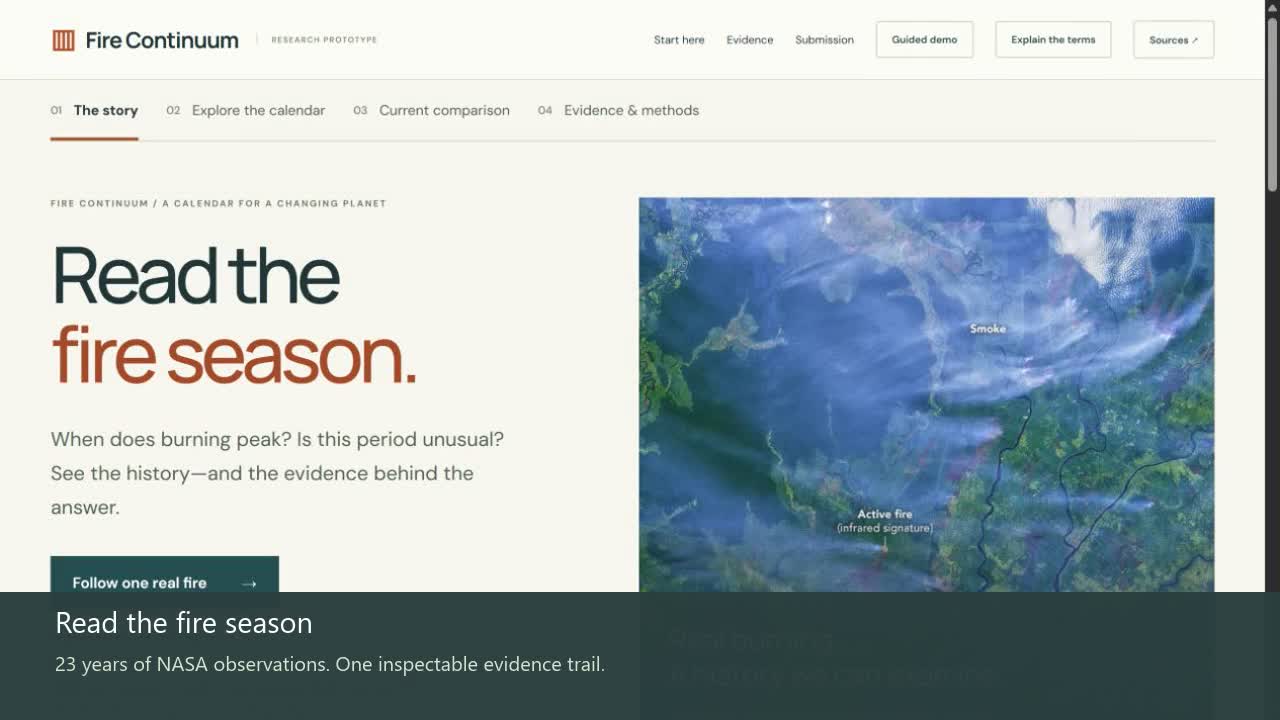 Fire Continuum
RESEARCH PROTOTYPE
Start here
Evidence
Submission
Guided demo
Explain the terms
Sources ↗
01 The story
02 Explore the calendar
03 Current comparison
04 Evidence & methods
FIRE CONTINUUM / A CALENDAR FOR A CHANGING PLANET
Read the
fire season.
When does burning peak? Is this period unusual?
See the history—and the evidence behind the
answer.
Follow one real fire →
Smoke
Active fire
(infrared signature)
Read the fire season
23 years of NASA observations. One inspectable evidence trail.